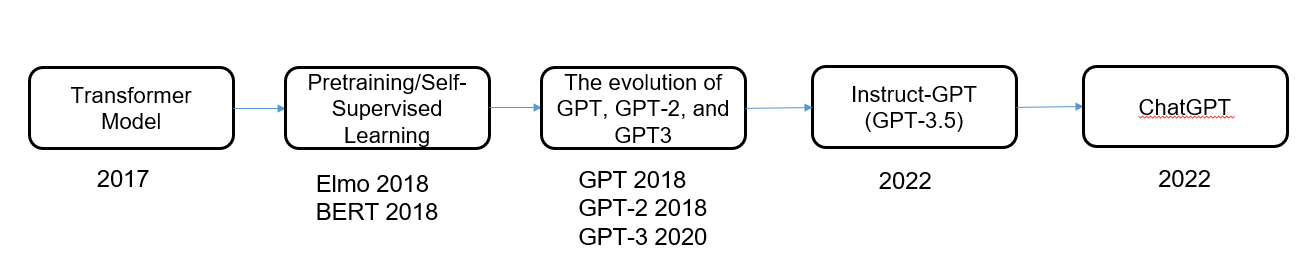 Transformer
Model
2017
Pretraining/Self-
Supervised
Learning
Elmo 2018
BERT 2018
The evolution of
GPT, GPT-2, and
GPT3
GPT 2018
GPT-2 2018
GPT-3 2020
Instruct-GPT
(GPT-3.5)
2022
ChatGPT
2022